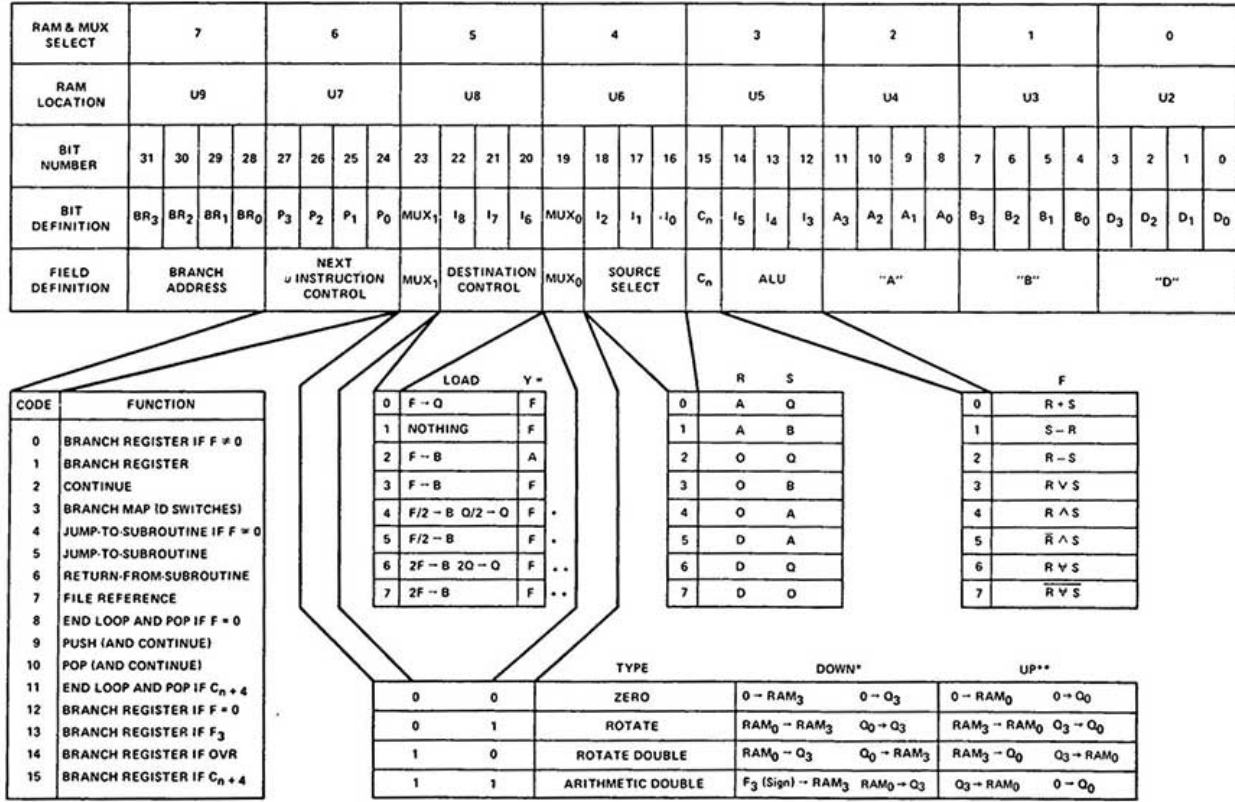 RAM & MUX SELECT 7 6 5 4 3 2 1 0
RAM LOCATION U9 U7 U8 U6 U5 U4 U3 U2
BIT NUMBER 31 30 29 28 27 26 25 24 23 22 21 20 19 18 17 16 15 14 13 12 11 10 9 8 7 6 5 4 3 2 1 0
BIT DEFINITION BR3 BR2 BR1 BR0 P3 P2 P1 P0 MUX1 I8 I7 I6 MUX0 I2 I1 I0 Cn I5 I4 I3 A3 A2 A1 A0 B3 B2 B1 B0 D3 D2 D1 D0
FIELD DEFINITION BRANCH ADDRESS NEXT μ INSTRUCTION CONTROL MUX1 DESTINATION CONTROL MUX0 SOURCE SELECT Cn ALU "A" "B" "D"
CODE FUNCTION
0 BRANCH REGISTER IF F ≠ 0
1 BRANCH REGISTER
2 CONTINUE
3 BRANCH MAP (D SWITCHES)
4 JUMP-TO-SUBROUTINE IF F ≠ 0
5 JUMP-TO-SUBROUTINE
6 RETURN-FROM-SUBROUTINE
7 FILE REFERENCE
8 END LOOP AND POP IF F = 0
9 PUSH (AND CONTINUE)
10 POP (AND CONTINUE)
11 END LOOP AND POP IF Cn + 4
12 BRANCH REGISTER IF F = 0
13 BRANCH REGISTER IF F3
14 BRANCH REGISTER IF OVR
15 BRANCH REGISTER IF Cn + 4
LOAD Y =
0 F → Q F
1 NOTHING F
2 F → B A
3 F → B F
4 F/2 → B Q/2 → Q F *
5 F/2 → B F *
6 2F → B 2Q → Q F **
7 2F → B F **
R S
0 A Q
1 A B
2 O Q
3 O B
4 O A
5 D A
6 D Q
7 D O
F
0 R + S
1 S − R
2 R − S
3 R ∨ S
4 R ∧ S
5 R̅ ∧ S
6 R ⊻ S
7 R̅ ̅⊻̅ ̅S̅
TYPE DOWN* UP**
0 0 ZERO 0 → RAM3 0 → Q3 0 → RAM0 0 → Q0
0 1 ROTATE RAM0 → RAM3 Q0 → Q3 RAM3 → RAM0 Q3 → Q0
1 0 ROTATE DOUBLE RAM0 → Q3 Q0 → RAM3 RAM3 → Q0 Q3 → RAM0
1 1 ARITHMETIC DOUBLE F3 (Sign) → RAM3 RAM0 → Q3 Q3 → RAM0 0 → Q0